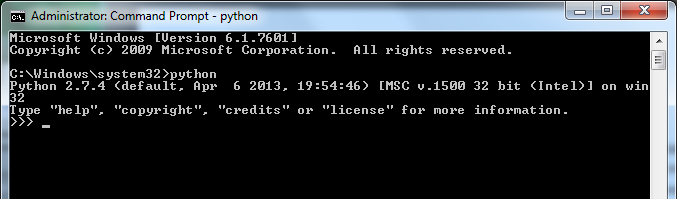 Administrator: Command Prompt - python
Microsoft Windows [Version 6.1.7601]
Copyright (c) 2009 Microsoft Corporation.  All rights reserved.
C:\Windows\system32>python
Python 2.7.4 (default, Apr  6 2013, 19:54:46) [MSC v.1500 32 bit (Intel)] on win
32
Type "help", "copyright", "credits" or "license" for more information.
>>> _